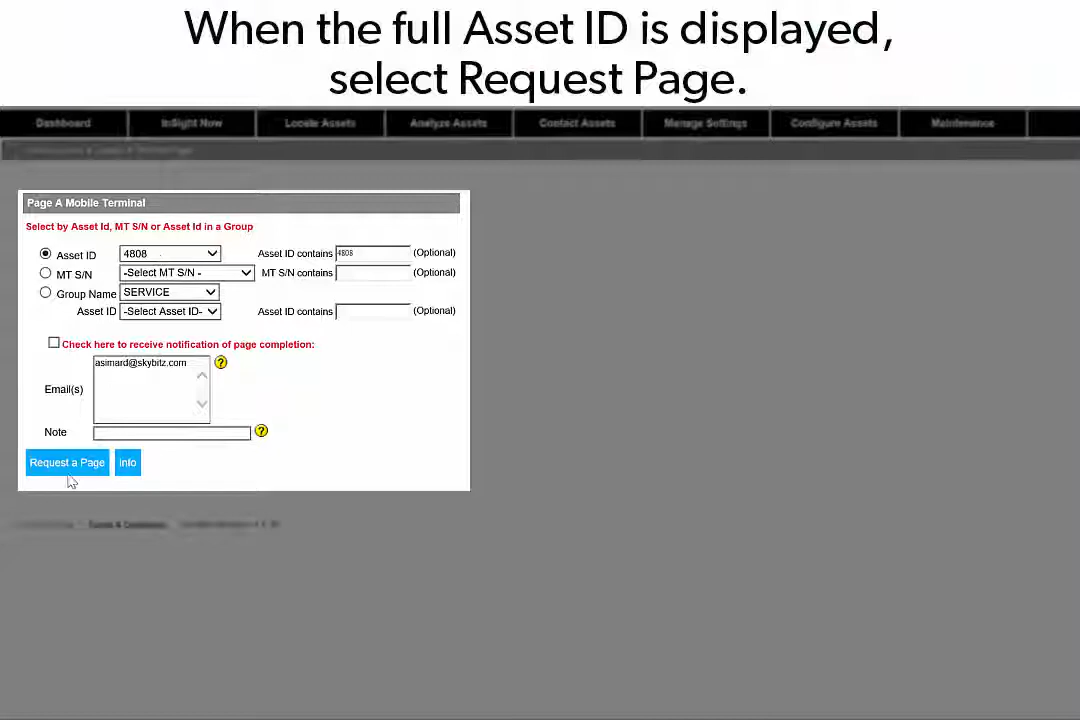 When the full Asset ID is displayed,
select Request Page.
Dashboard InSight Now Locate Assets Analyze Assets Contact Assets Manage Settings Configure Assets Maintenance
Page A Mobile Terminal
Select by Asset Id, MT S/N or Asset Id in a Group
Asset ID 4808 Asset ID contains 4808 (Optional)
MT S/N -Select MT S/N - MT S/N contains (Optional)
Group Name SERVICE
Asset ID -Select Asset ID- Asset ID contains (Optional)
Check here to receive notification of page completion:
asimard@skybitz.com ?
Email(s)
Note ?
Request a Page Info
Terms & Conditions